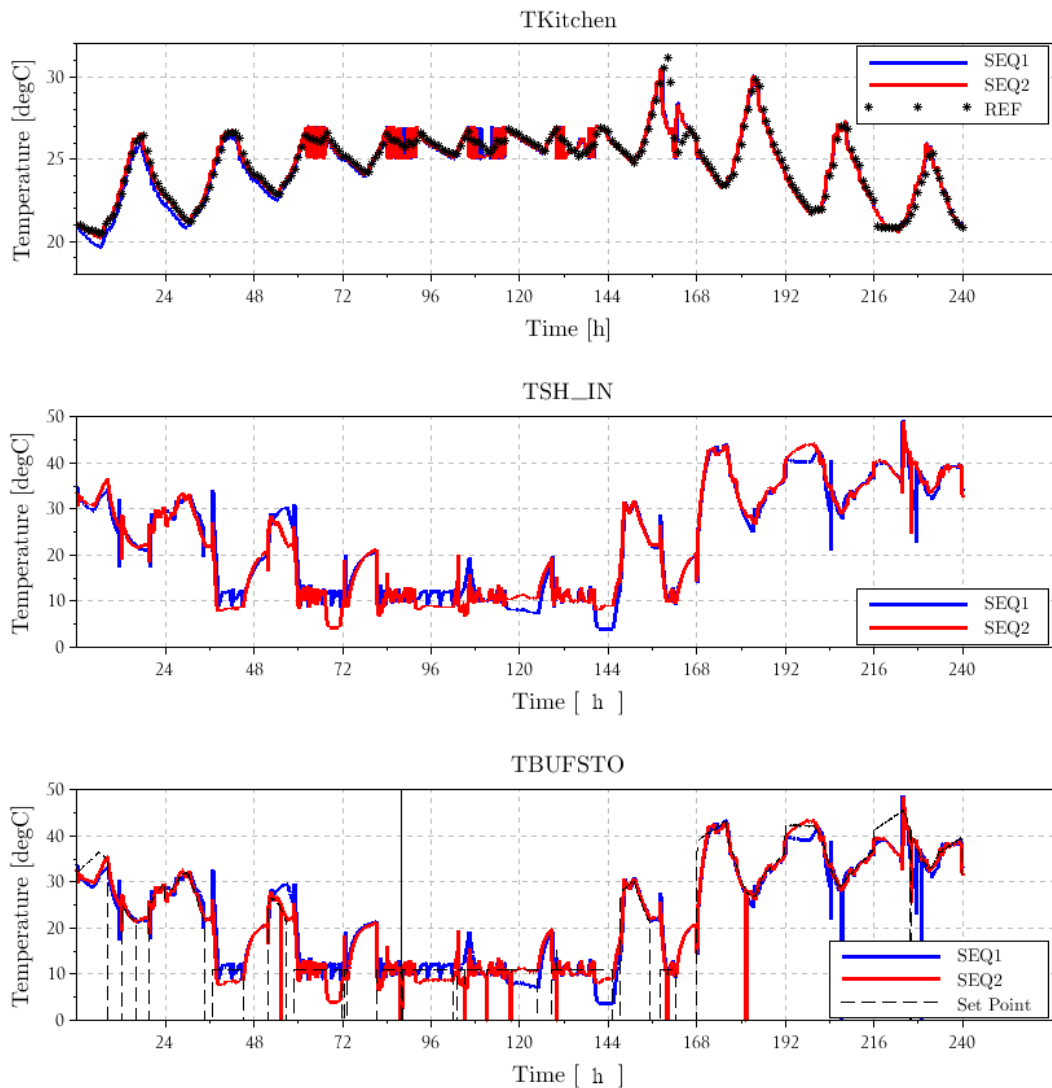 TKitchen
Temperature [degC]
30
25
20
SEQ1
SEQ2
REF
24 48 72 96 120 144 168 192 216 240
Time [h]
TSH_IN
Temperature [degC]
50
40
30
20
10
0
SEQ1
SEQ2
24 48 72 96 120 144 168 192 216 240
Time [ h ]
TBUFSTO
Temperature [degC]
50
40
30
20
10
0
SEQ1
SEQ2
Set Point
24 48 72 96 120 144 168 192 216 240
Time [ h ]